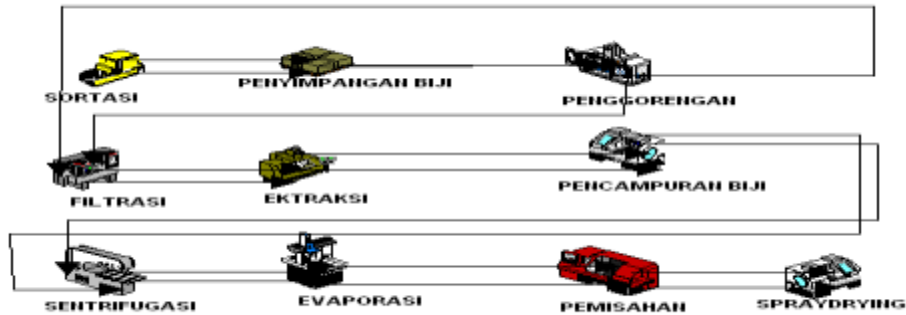 SORTASI
PENYIMPANGAN BIJI
PENGGORENGAN
FILTRASI
EKTRAKSI
PENCAMPURAN BIJI
SENTRIFUGASI
EVAPORASI
PEMISAHAN
SPRAYDRYING